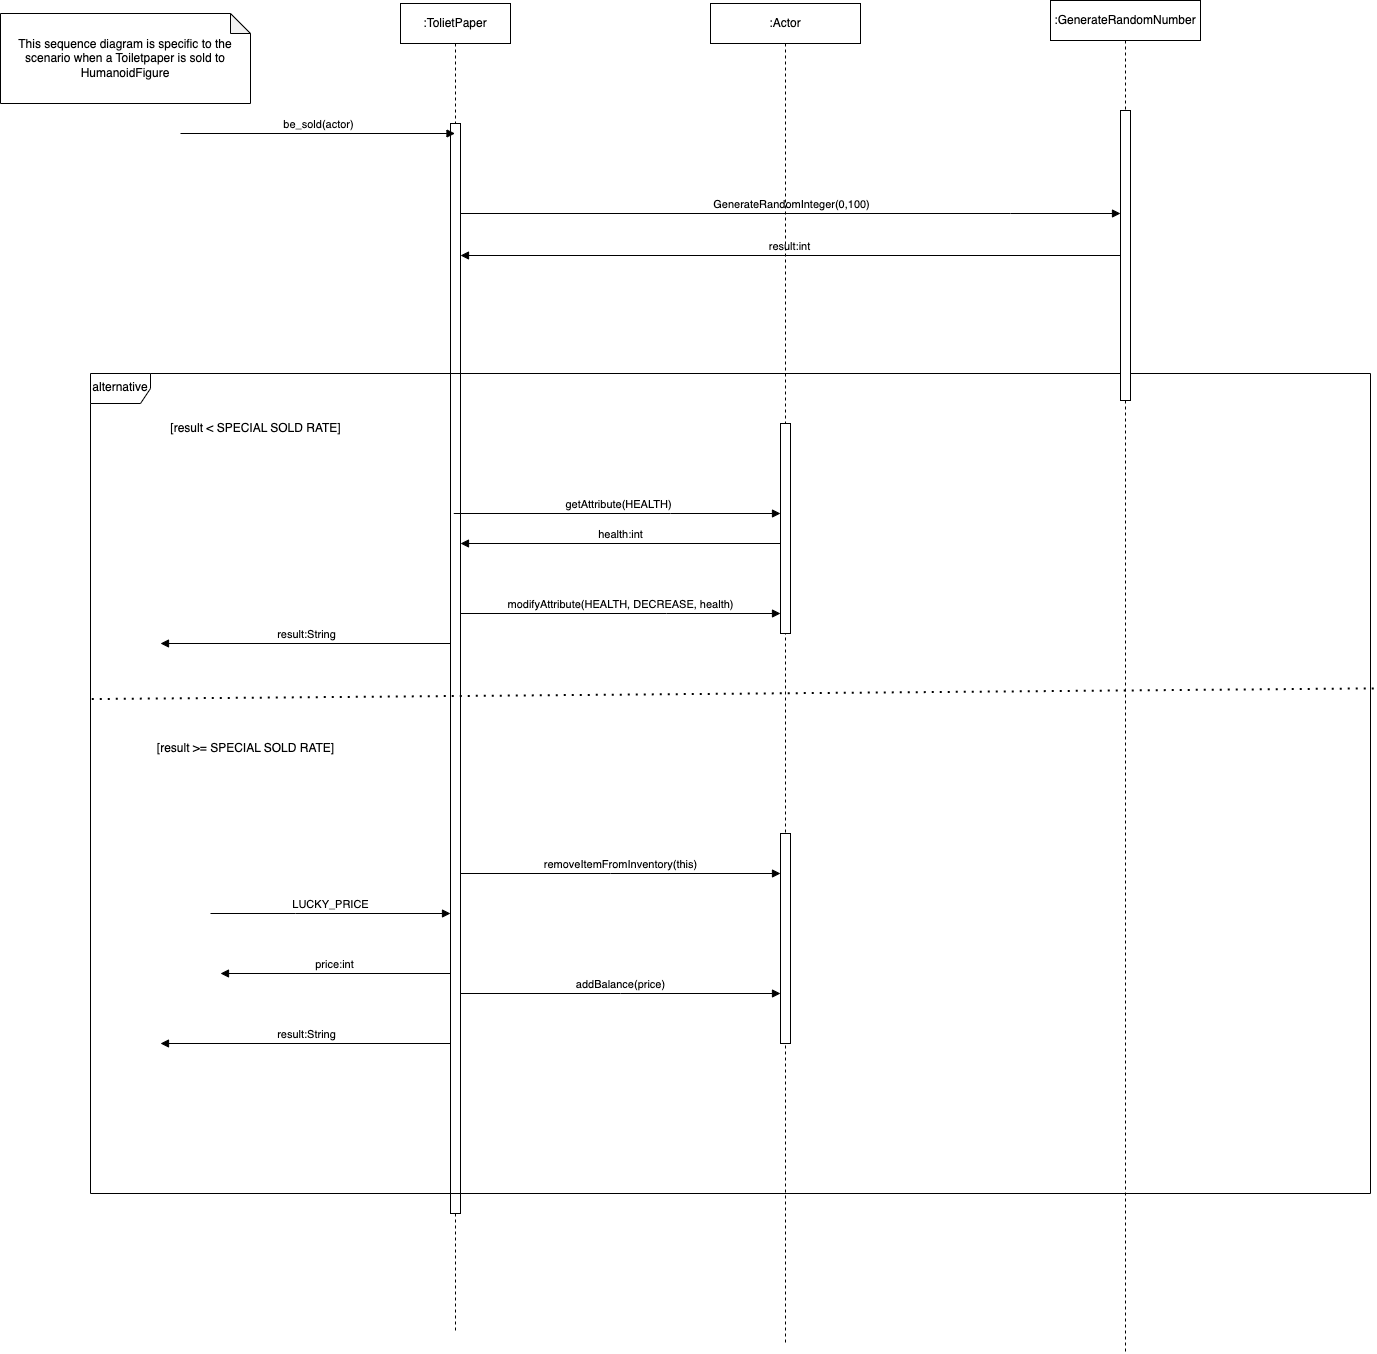 :TolietPaper
:Actor
:GenerateRandomNumber
This sequence diagram is specific to the
scenario when a Toiletpaper is sold to
HumanoidFigure
be_sold(actor)
GenerateRandomInteger(0,100)
result:int
alternative
[result < SPECIAL SOLD RATE]
getAttribute(HEALTH)
health:int
modifyAttribute(HEALTH, DECREASE, health)
result:String
[result >= SPECIAL SOLD RATE]
removeItemFromInventory(this)
LUCKY_PRICE
price:int
addBalance(price)
result:String